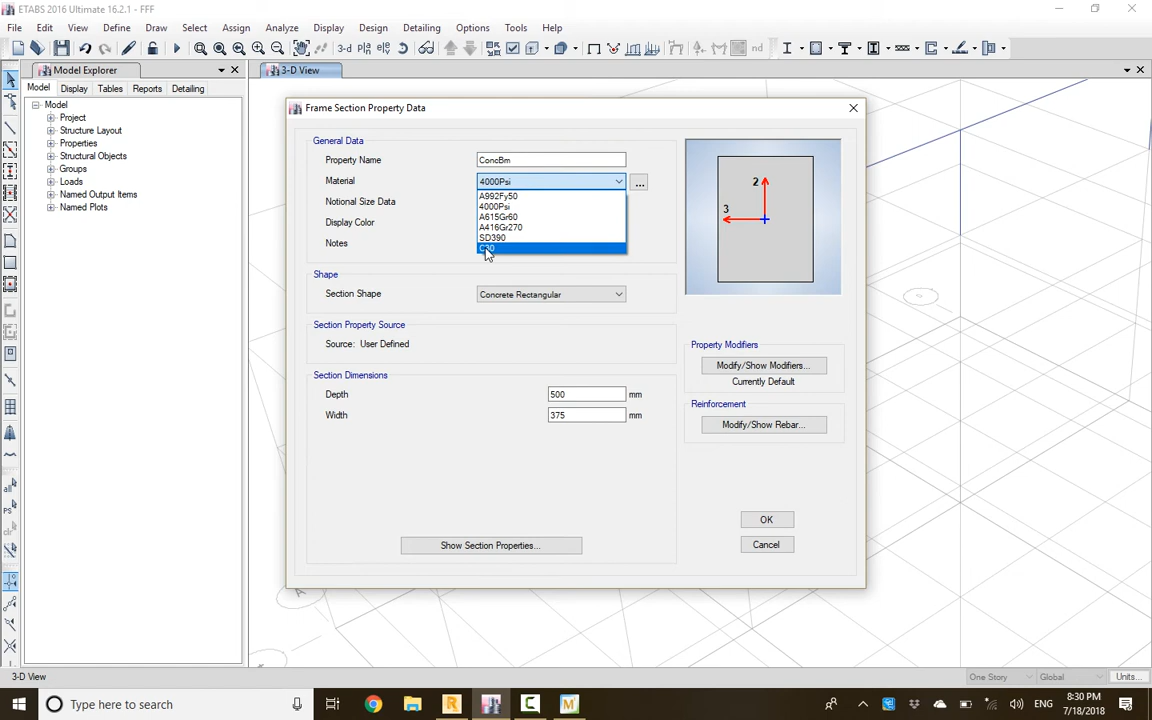 ETABS 2016 Ultimate 16.2.1 - FFF
File Edit View Define Draw Select Assign Analyze Display Design Detailing Options Tools Help
3-d nd
Model Explorer
3-D View
Model Display Tables Reports Detailing
Model
Project
Structure Layout
Properties
Structural Objects
Groups
Loads
Named Output Items
Named Plots
Frame Section Property Data
General Data
Property Name ConcBm
Material 4000Psi ...
Notional Size Data
Display Color
Notes
A992Fy50
4000Psi
A615Gr60
A416Gr270
SD390
Shape
Section Shape Concrete Rectangular
Section Property Source
Source: User Defined
Section Dimensions
Depth 500 mm
Width 375 mm
Show Section Properties...
2
3
Property Modifiers
Modify/Show Modifiers...
Currently Default
Reinforcement
Modify/Show Rebar...
OK
Cancel
all
PS
clr
A
3-D View One Story Global Units...
Type here to search
ENG
8:30 PM
7/18/2018